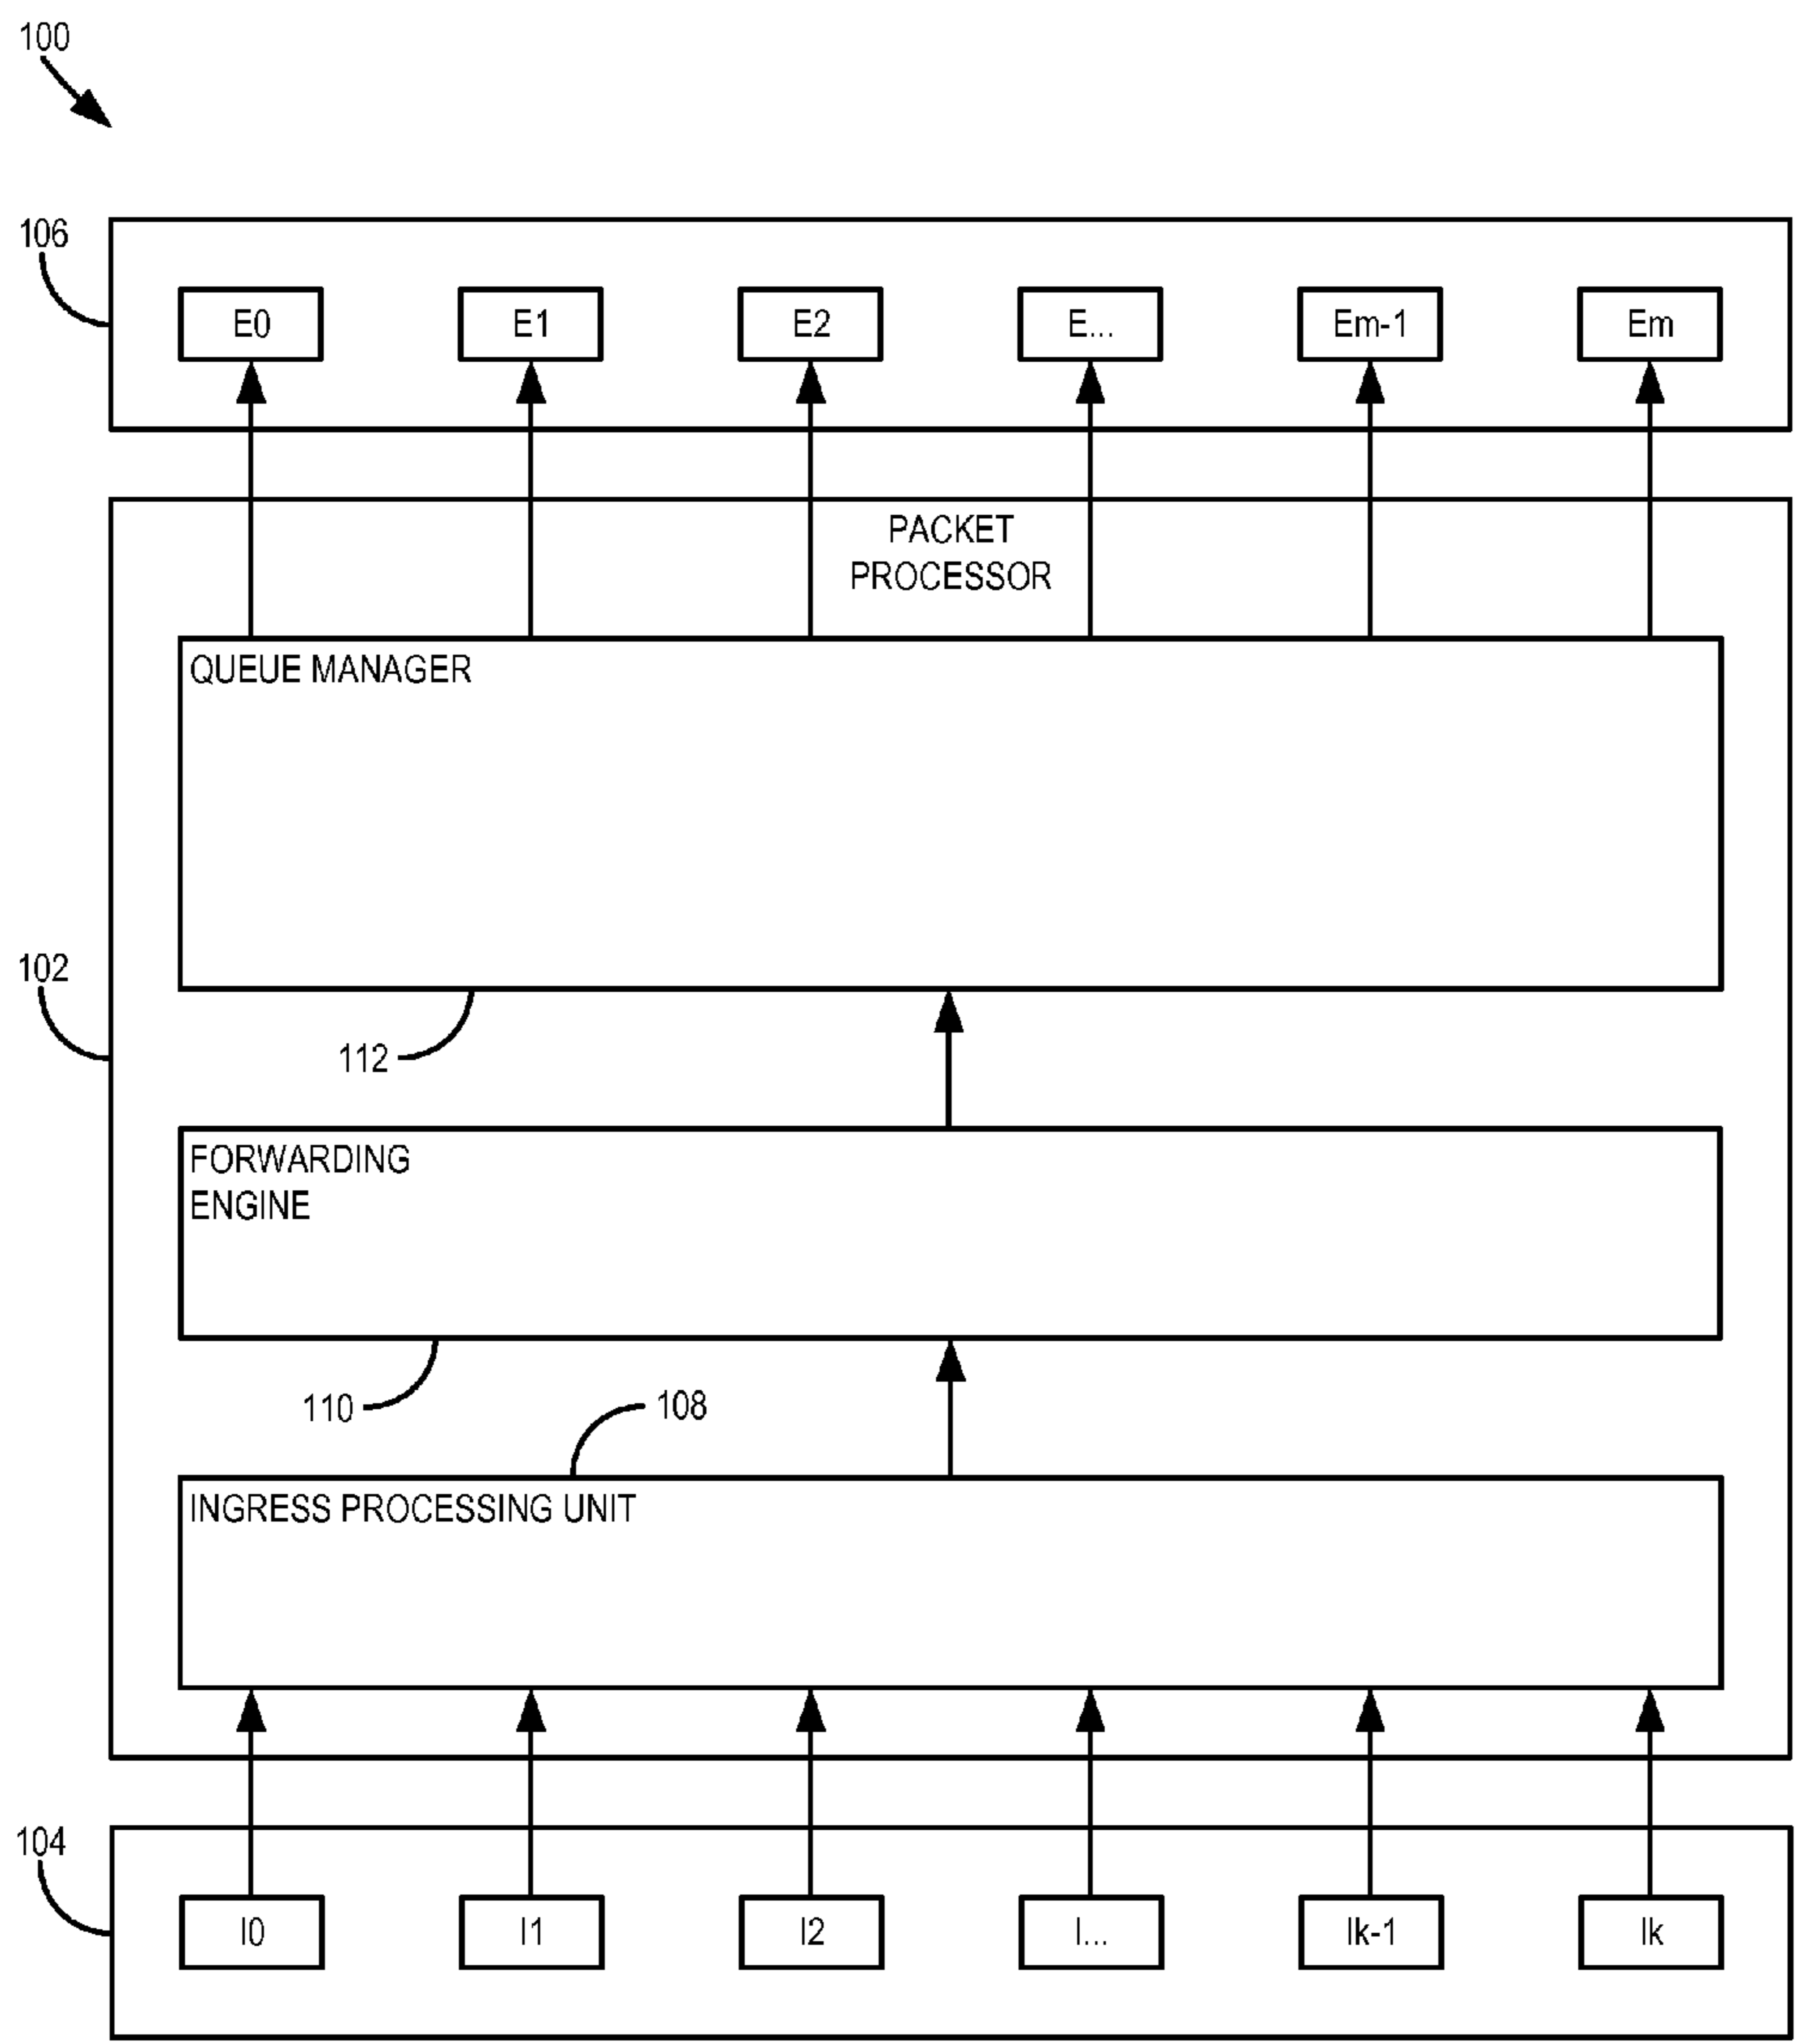 100
106
E0
E1
E2
E...
Em-1
Em
PACKET
PROCESSOR
QUEUE MANAGER
102
112
FORWARDING
ENGINE
110
108
INGRESS PROCESSING UNIT
104
I0
I1
I2
I...
Ik-1
Ik